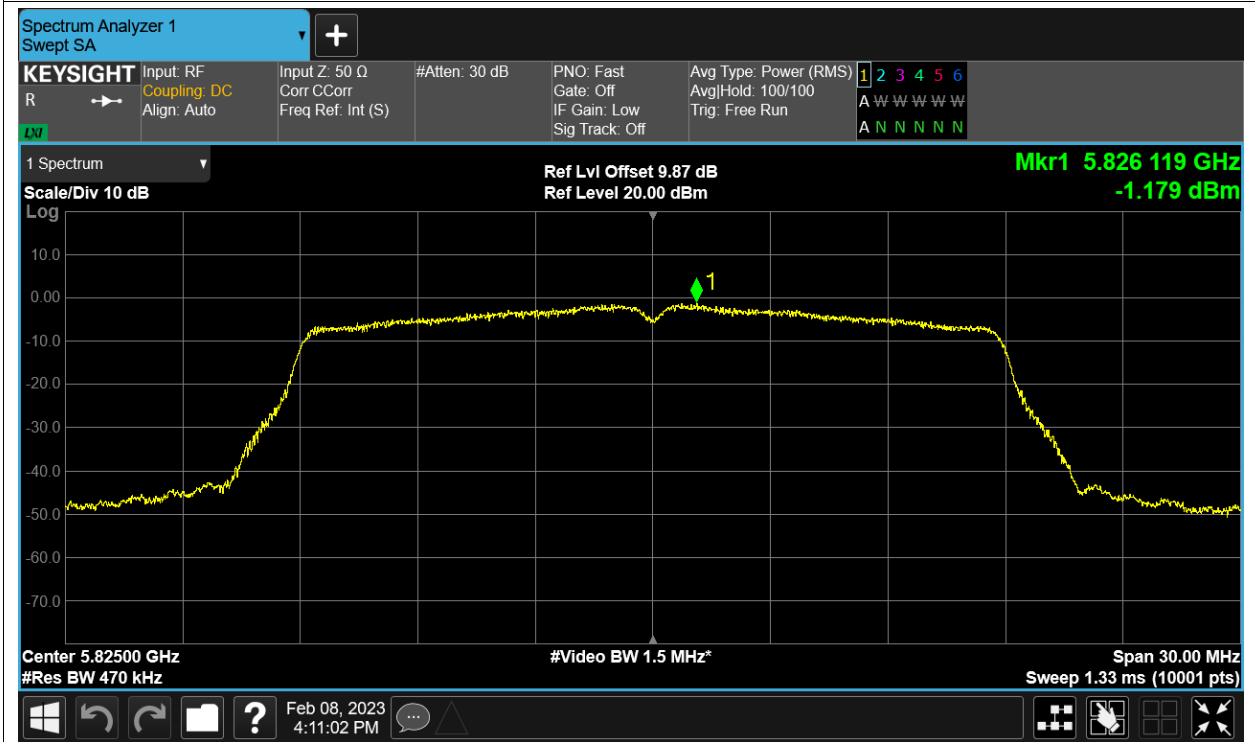 Spectrum Analyzer 1
Swept SA
KEYSIGHT
R
LXI
Input: RF
Coupling: DC
Align: Auto
Input Z: 50 Ω
Corr CCorr
Freq Ref: Int (S)
#Atten: 30 dB
PNO: Fast
Gate: Off
IF Gain: Low
Sig Track: Off
Avg Type: Power (RMS)
Avg|Hold: 100/100
Trig: Free Run
1 2 3 4 5 6
A W W W W W
A N N N N N
1 Spectrum
Scale/Div 10 dB
Ref Lvl Offset 9.87 dB
Ref Level 20.00 dBm
Mkr1 5.826 119 GHz
-1.179 dBm
Log
10.0
0.00
-10.0
-20.0
-30.0
-40.0
-50.0
-60.0
-70.0
1
Center 5.82500 GHz
#Res BW 470 kHz
#Video BW 1.5 MHz*
Span 30.00 MHz
Sweep 1.33 ms (10001 pts)
?
Feb 08, 2023
4:11:02 PM